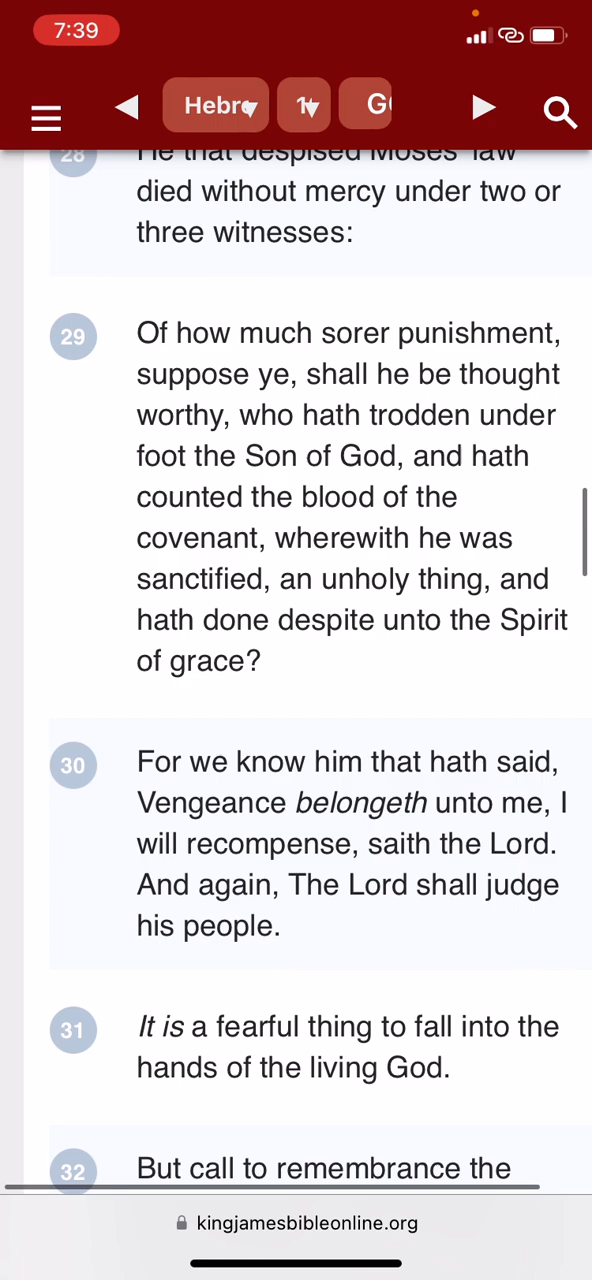 7:39
Hebr
1
G
28 He that despised Moses' law
died without mercy under two or
three witnesses:
29 Of how much sorer punishment,
suppose ye, shall he be thought
worthy, who hath trodden under
foot the Son of God, and hath
counted the blood of the
covenant, wherewith he was
sanctified, an unholy thing, and
hath done despite unto the Spirit
of grace?
30 For we know him that hath said,
Vengeance belongeth unto me, I
will recompense, saith the Lord.
And again, The Lord shall judge
his people.
31 It is a fearful thing to fall into the
hands of the living God.
32 But call to remembrance the
kingjamesbibleonline.org